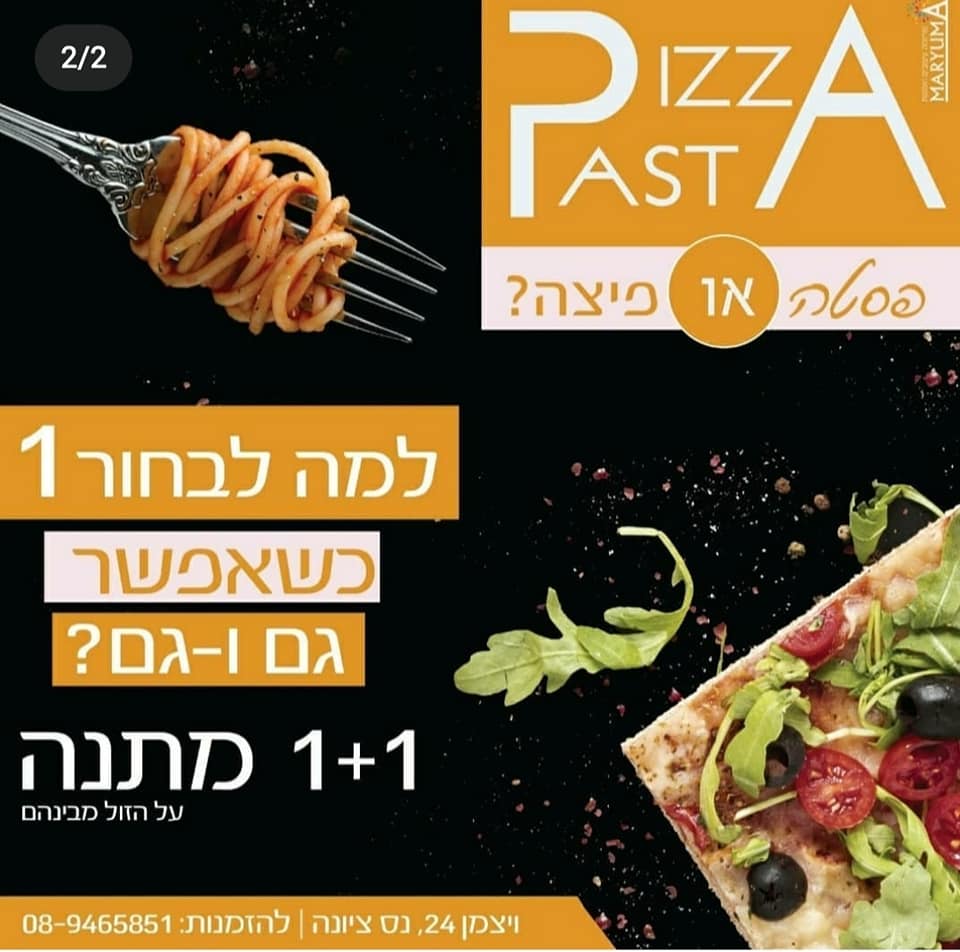 2/2
PIZZA
PASTA
MARYUMA
פסטה או פיצה?
למה לבחור 1
כשאפשר
גם ו-גם?
1+1 מתנה
על הזול מבינהם
ויצמן 24, נס ציונה | להזמנות: 08-9465851